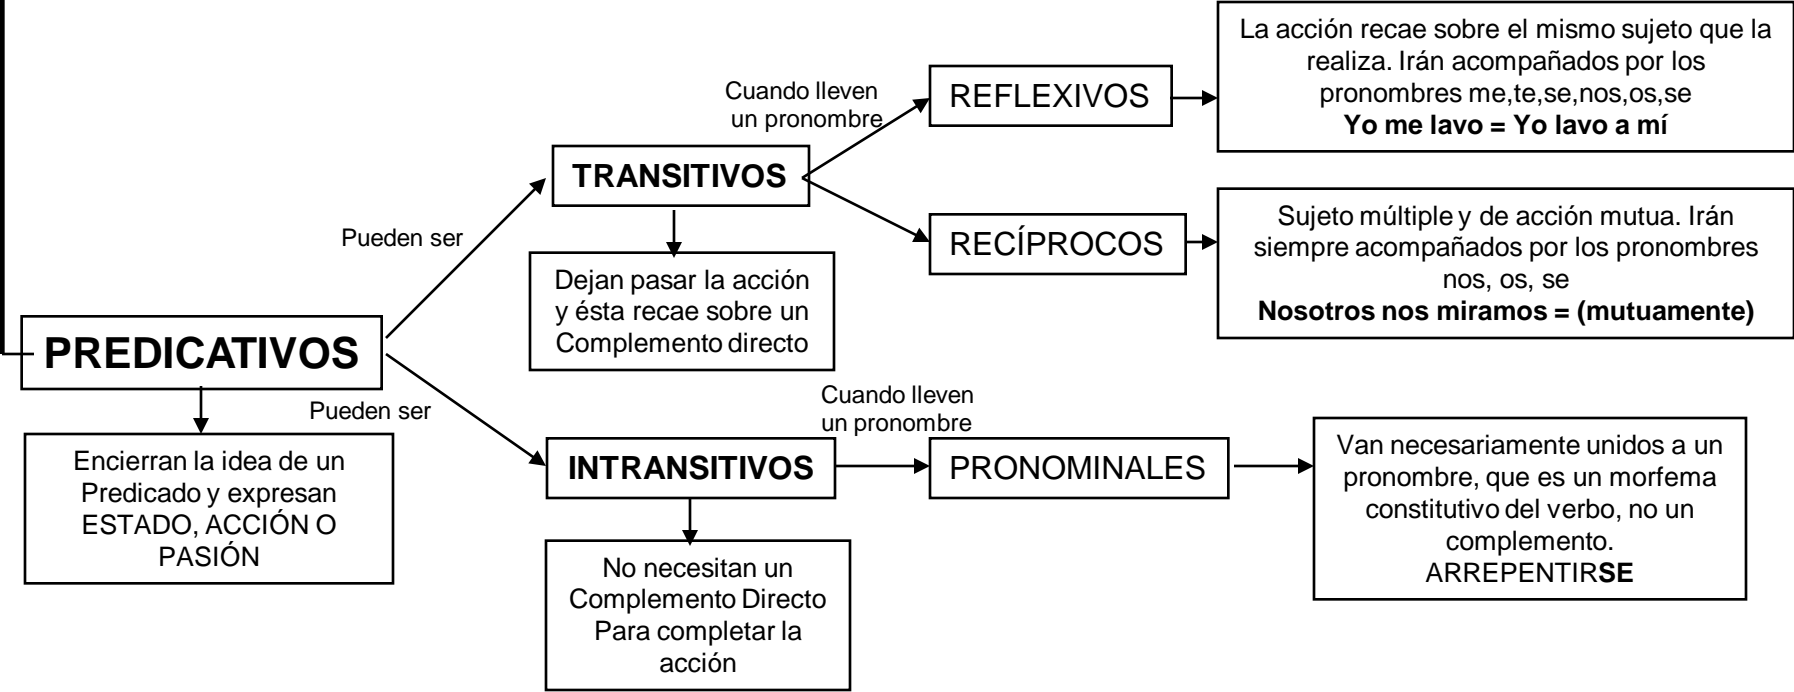 La acción recae sobre el mismo sujeto que la
realiza. Irán acompañados por los
pronombres me,te,se,nos,os,se
Yo me lavo = Yo lavo a mí
Cuando lleven
un pronombre
REFLEXIVOS
TRANSITIVOS
Pueden ser
RECÍPROCOS
Sujeto múltiple y de acción mutua. Irán
siempre acompañados por los pronombres
nos, os, se
Nosotros nos miramos = (mutuamente)
Dejan pasar la acción
y ésta recae sobre un
Complemento directo
PREDICATIVOS
Pueden ser
Encierran la idea de un
Predicado y expresan
ESTADO, ACCIÓN O
PASIÓN
Cuando lleven
un pronombre
INTRANSITIVOS
PRONOMINALES
Van necesariamente unidos a un
pronombre, que es un morfema
constitutivo del verbo, no un
complemento.
ARREPENTIRSE
No necesitan un
Complemento Directo
Para completar la
acción